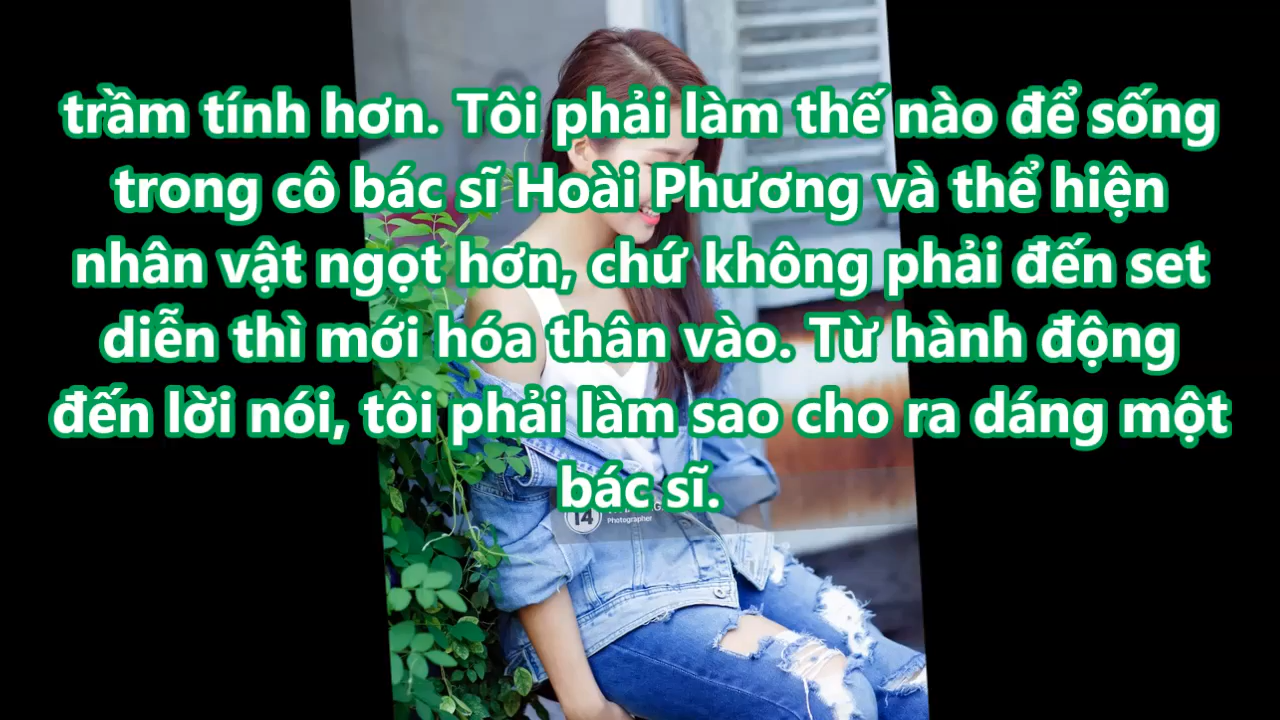 trầm tính hơn. Tôi phải làm thế nào để sống
trong cô bác sĩ Hoài Phương và thể hiện
nhân vật ngọt hơn, chứ không phải đến set
diễn thì mới hóa thân vào. Từ hành động
đến lời nói, tôi phải làm sao cho ra dáng một
bác sĩ.
14
Photographer